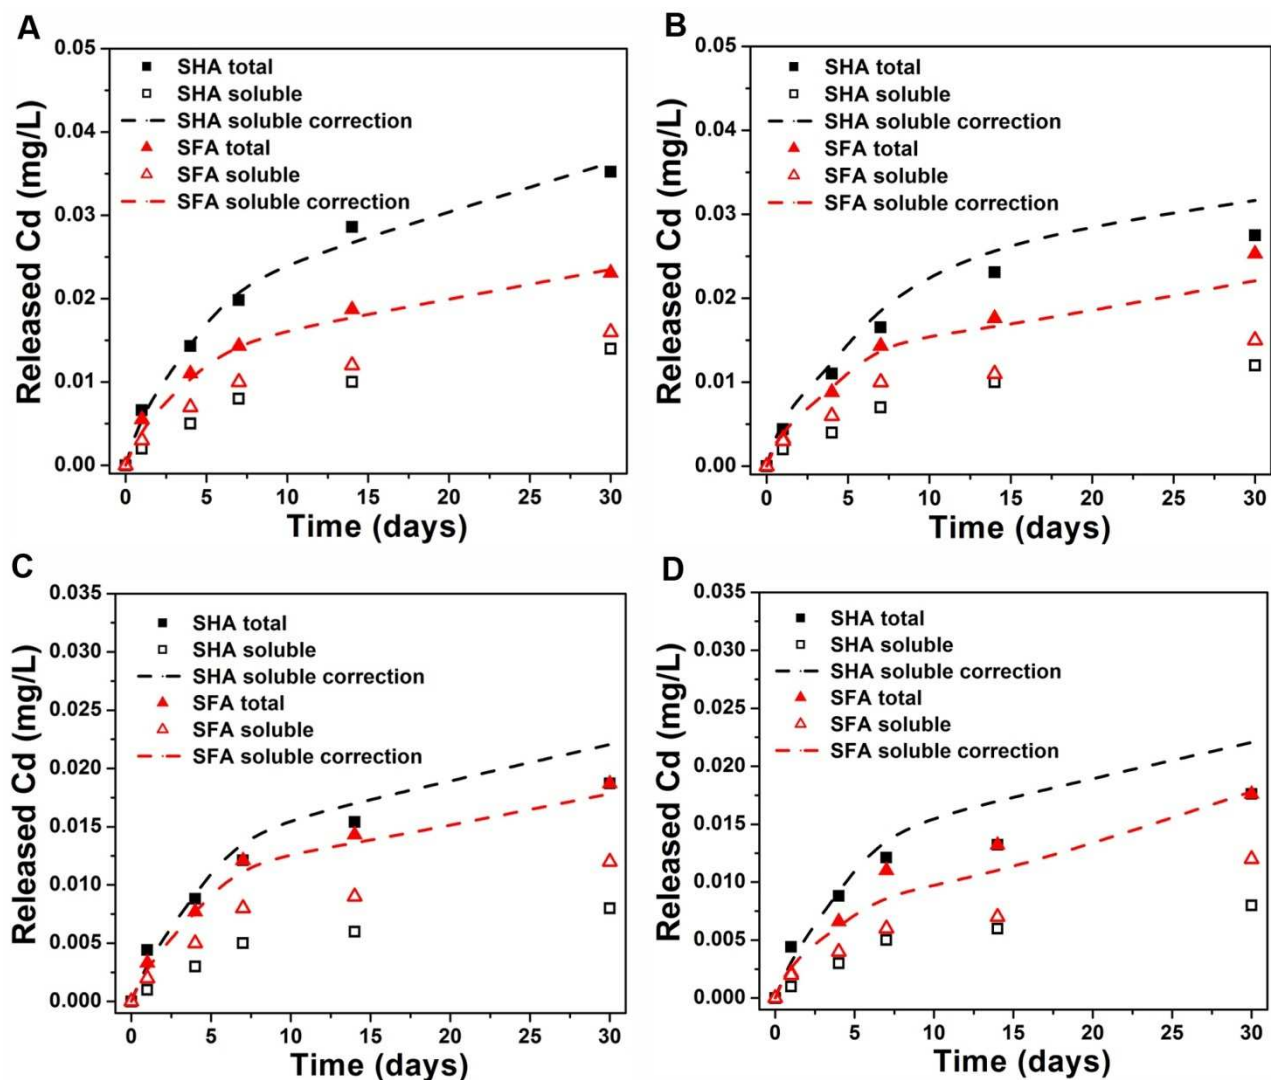 A
Released Cd (mg/L)
0.05
0.04
0.03
0.02
0.01
0.00
SHA total
SHA soluble
SHA soluble correction
SFA total
SFA soluble
SFA soluble correction
0 5 10 15 20 25 30
Time (days)
B
Released Cd (mg/L)
0.05
0.04
0.03
0.02
0.01
0.00
SHA total
SHA soluble
SHA soluble correction
SFA total
SFA soluble
SFA soluble correction
0 5 10 15 20 25 30
Time (days)
C
Released Cd (mg/L)
0.035
0.030
0.025
0.020
0.015
0.010
0.005
0.000
SHA total
SHA soluble
SHA soluble correction
SFA total
SFA soluble
SFA soluble correction
0 5 10 15 20 25 30
Time (days)
D
Released Cd (mg/L)
0.035
0.030
0.025
0.020
0.015
0.010
0.005
0.000
SHA total
SHA soluble
SHA soluble correction
SFA total
SFA soluble
SFA soluble correction
0 5 10 15 20 25 30
Time (days)